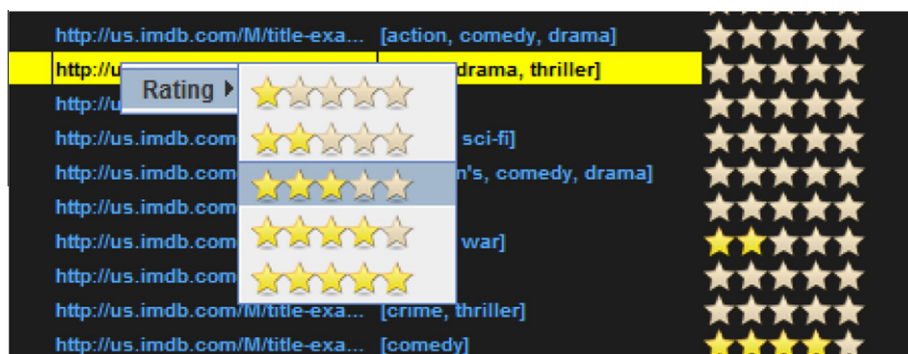 http://us.imdb.com/M/title-exa... [action, comedy, drama]
http://u drama, thriller]
Rating
http://u
http://us.imdb.com sci-fi]
http://us.imdb.com n's, comedy, drama]
http://us.imdb.com
http://us.imdb.com war]
http://us.imdb.com
http://us.imdb.com/M/title-exa... [crime, thriller]
http://us.imdb.com/M/title-exa... [comedy]